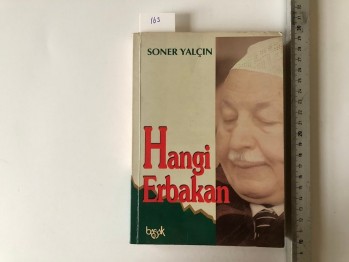 163
SONER YALÇIN
Hangi
Erbakan
başak